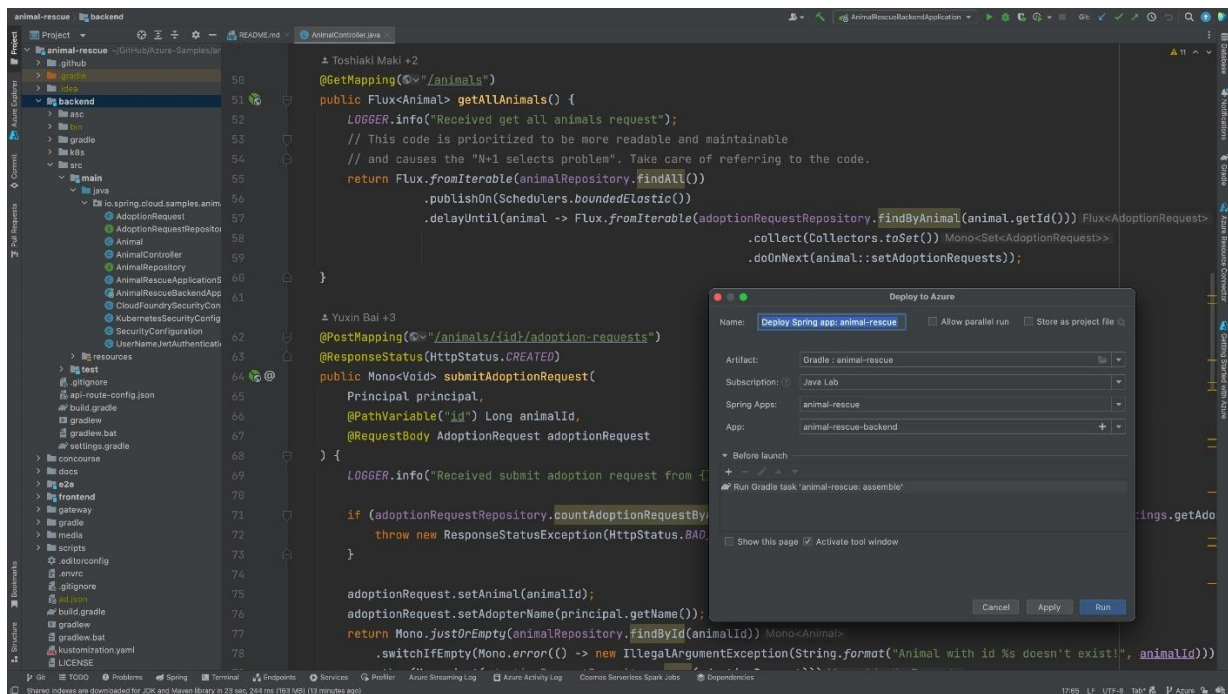 animal-rescue backend
AnimalRescueBackendApplication
Git:
Project
README.md
AnimalController.java
animal-rescue ~/GitHub/Azure-Samples/an
.github
.gradle
.idea
backend
asc
bin
gradle
k8s
src
main
java
io.spring.cloud.samples.anim
AdoptionRequest
AdoptionRequestReposito
Animal
AnimalController
AnimalRepository
AnimalRescueApplicationS
AnimalRescueBackendApp
CloudFoundrySecurityCon
KubernetesSecurityConfig
SecurityConfiguration
UserNameJwtAuthenticati
resources
test
.gitignore
api-route-config.json
build.gradle
gradlew
gradlew.bat
settings.gradle
concourse
docs
e2e
frontend
gateway
gradle
media
scripts
.editorconfig
.envrc
.gitignore
ad.json
build.gradle
gradlew
gradlew.bat
kustomization.yaml
LICENSE
Project
Azure Explorer
Commit
Pull Requests
Bookmarks
Structure
11
Toshiaki Maki +2
50 @GetMapping("/animals")
51 public Flux<Animal> getAllAnimals() {
52 LOGGER.info("Received get all animals request");
53 // This code is prioritized to be more readable and maintainable
54 // and causes the "N+1 selects problem". Take care of referring to the code.
55 return Flux.fromIterable(animalRepository.findAll())
56 .publishOn(Schedulers.boundedElastic())
57 .delayUntil(animal -> Flux.fromIterable(adoptionRequestRepository.findByAnimal(animal.getId())) Flux<AdoptionRequest>
58 .collect(Collectors.toSet()) Mono<Set<AdoptionRequest>>
59 .doOnNext(animal::setAdoptionRequests));
60 }
61
Yuxin Bai +3
62 @PostMapping("/animals/{id}/adoption-requests")
63 @ResponseStatus(HttpStatus.CREATED)
64 public Mono<Void> submitAdoptionRequest(
65 Principal principal,
66 @PathVariable("id") Long animalId,
67 @RequestBody AdoptionRequest adoptionRequest
68 ) {
69 LOGGER.info("Received submit adoption request from {
70
71 if (adoptionRequestRepository.countAdoptionRequestByA
tings.getAdo
72 throw new ResponseStatusException(HttpStatus.BAD_
73 }
74
75 adoptionRequest.setAnimal(animalId);
76 adoptionRequest.setAdopterName(principal.getName());
77 return Mono.justOrEmpty(animalRepository.findById(animalId)) Mono<Animal>
78 .switchIfEmpty(Mono.error(() -> new IllegalArgumentException(String.format("Animal with id %s doesn't exist!", animalId)))
Deploy to Azure
Name: Deploy Spring app: animal-rescue
Allow parallel run
Store as project file
Artifact: Gradle : animal-rescue
Subscription: Java Lab
Spring Apps: animal-rescue
App: animal-rescue-backend
Before launch
Run Gradle task 'animal-rescue: assemble'
Show this page
Activate tool window
Cancel
Apply
Run
Database
Notifications
Gradle
Azure Resource Connector
Getting Started with Azure
Git
TODO
Problems
Spring
Terminal
Endpoints
Services
Profiler
Azure Streaming Log
Azure Activity Log
Cosmos Serverless Spark Jobs
Dependencies
Shared indexes are downloaded for JDK and Maven library in 23 sec, 244 ms (163 MB) (13 minutes ago)
17:65 LF UTF-8 Tab* Azure